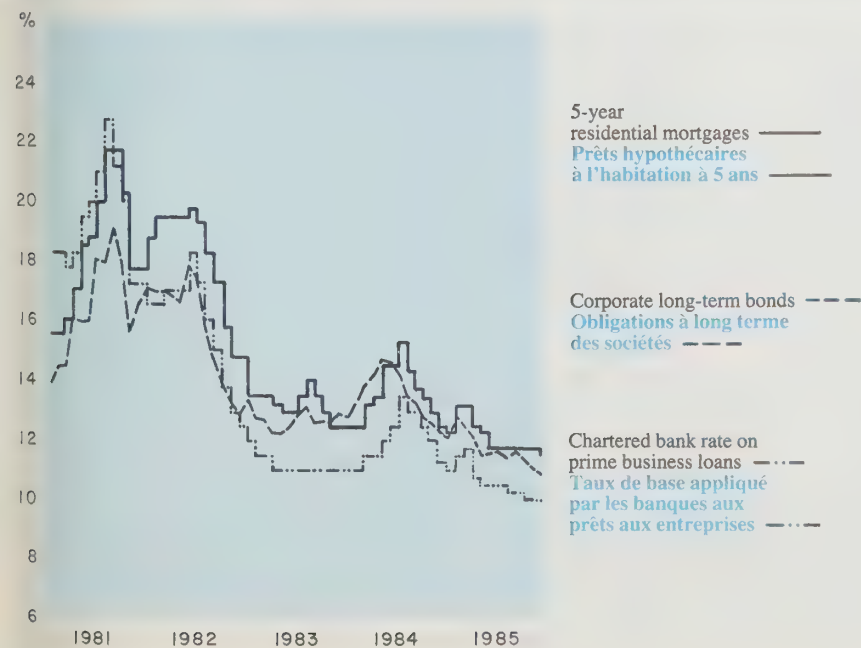 %
24
22
20
18
16
14
12
10
8
6
1981 1982 1983 1984 1985
5-year
residential mortgages
Prêts hypothécaires
à l'habitation à 5 ans
Corporate long-term bonds
Obligations à long terme
des sociétés
Chartered bank rate on
prime business loans
Taux de base appliqué
par les banques aux
prêts aux entreprises